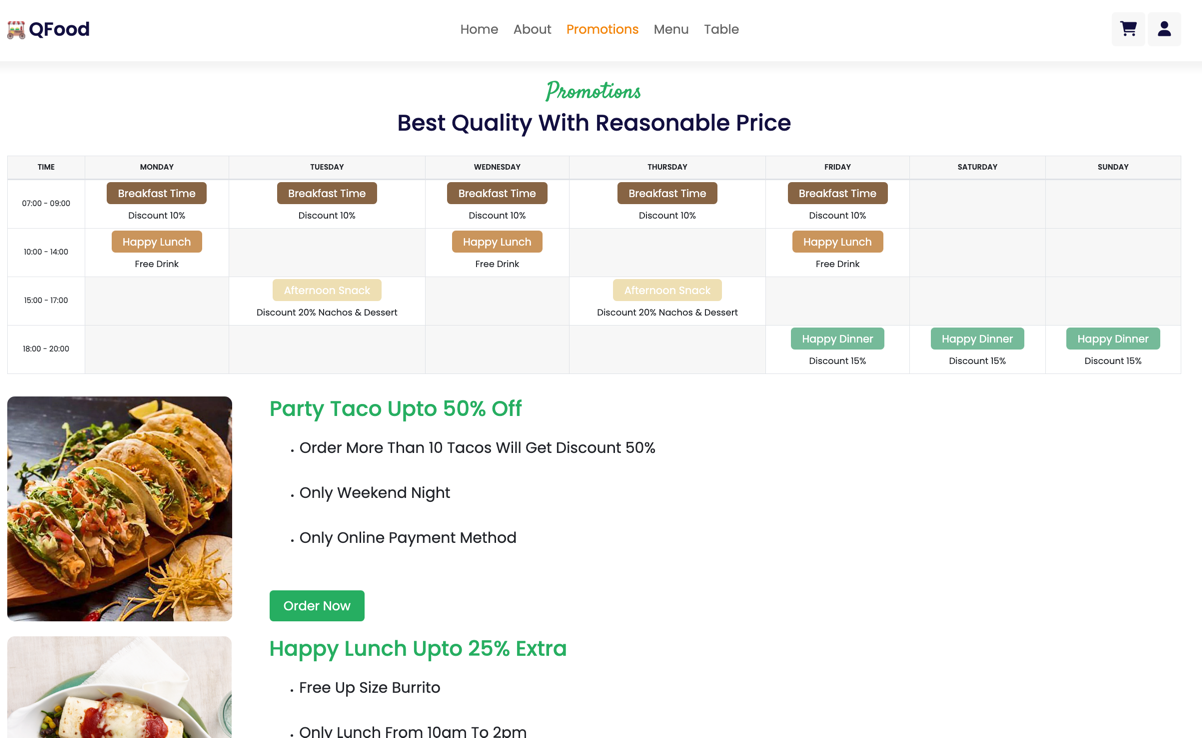 QFood
Home About Promotions Menu Table
Promotions
Best Quality With Reasonable Price
TIME MONDAY TUESDAY WEDNESDAY THURSDAY FRIDAY SATURDAY SUNDAY
07:00 - 09:00 Breakfast Time Breakfast Time Breakfast Time Breakfast Time Breakfast Time
Discount 10% Discount 10% Discount 10% Discount 10% Discount 10%
10:00 - 14:00 Happy Lunch Happy Lunch Happy Lunch
Free Drink Free Drink Free Drink
15:00 - 17:00 Afternoon Snack Afternoon Snack
Discount 20% Nachos & Dessert Discount 20% Nachos & Dessert
18:00 - 20:00 Happy Dinner Happy Dinner Happy Dinner
Discount 15% Discount 15% Discount 15%
Party Taco Upto 50% Off
• Order More Than 10 Tacos Will Get Discount 50%
• Only Weekend Night
• Only Online Payment Method
Order Now
Happy Lunch Upto 25% Extra
• Free Up Size Burrito
• Only Lunch From 10am To 2pm